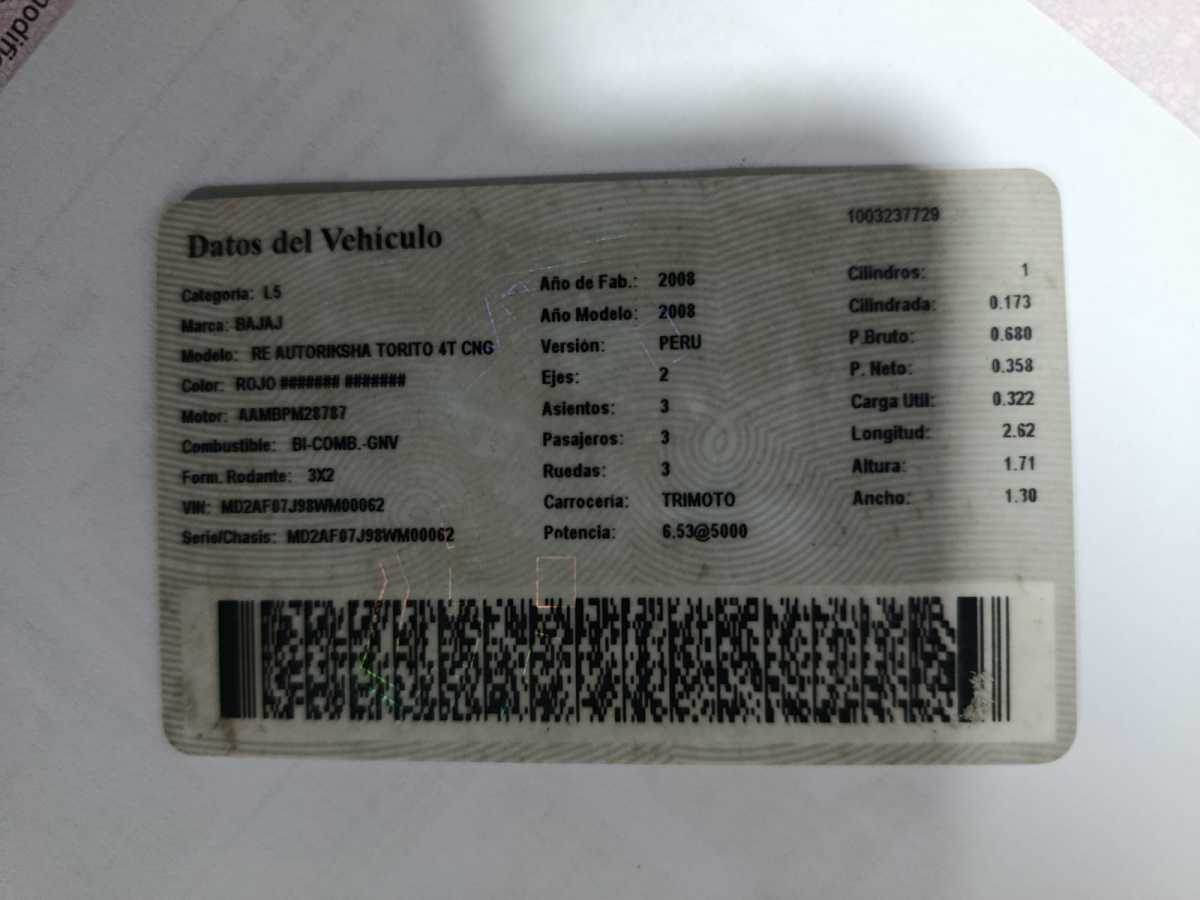 modific
1003237729
Datos del Vehículo
Categoria: L5
Marca: BAJAJ
Modelo: RE AUTORIKSHA TORITO 4T CNG
Color: ROJO ####### #######
Motor: AAMBPM28787
Combustible: BI-COMB.-GNV
Form. Rodante: 3X2
VIN: MD2AF07J98WM00062
Serie/Chasis: MD2AF07J98WM00062
Año de Fab.: 2008
Año Modelo: 2008
Versión: PERU
Ejes: 2
Asientos: 3
Pasajeros: 3
Ruedas: 3
Carrocería: TRIMOTO
Potencia: 6.53@5000
Cilindros: 1
Cilindrada: 0.173
P.Bruto: 0.680
P. Neto: 0.358
Carga Util: 0.322
Longitud: 2.62
Altura: 1.71
Ancho: 1.30